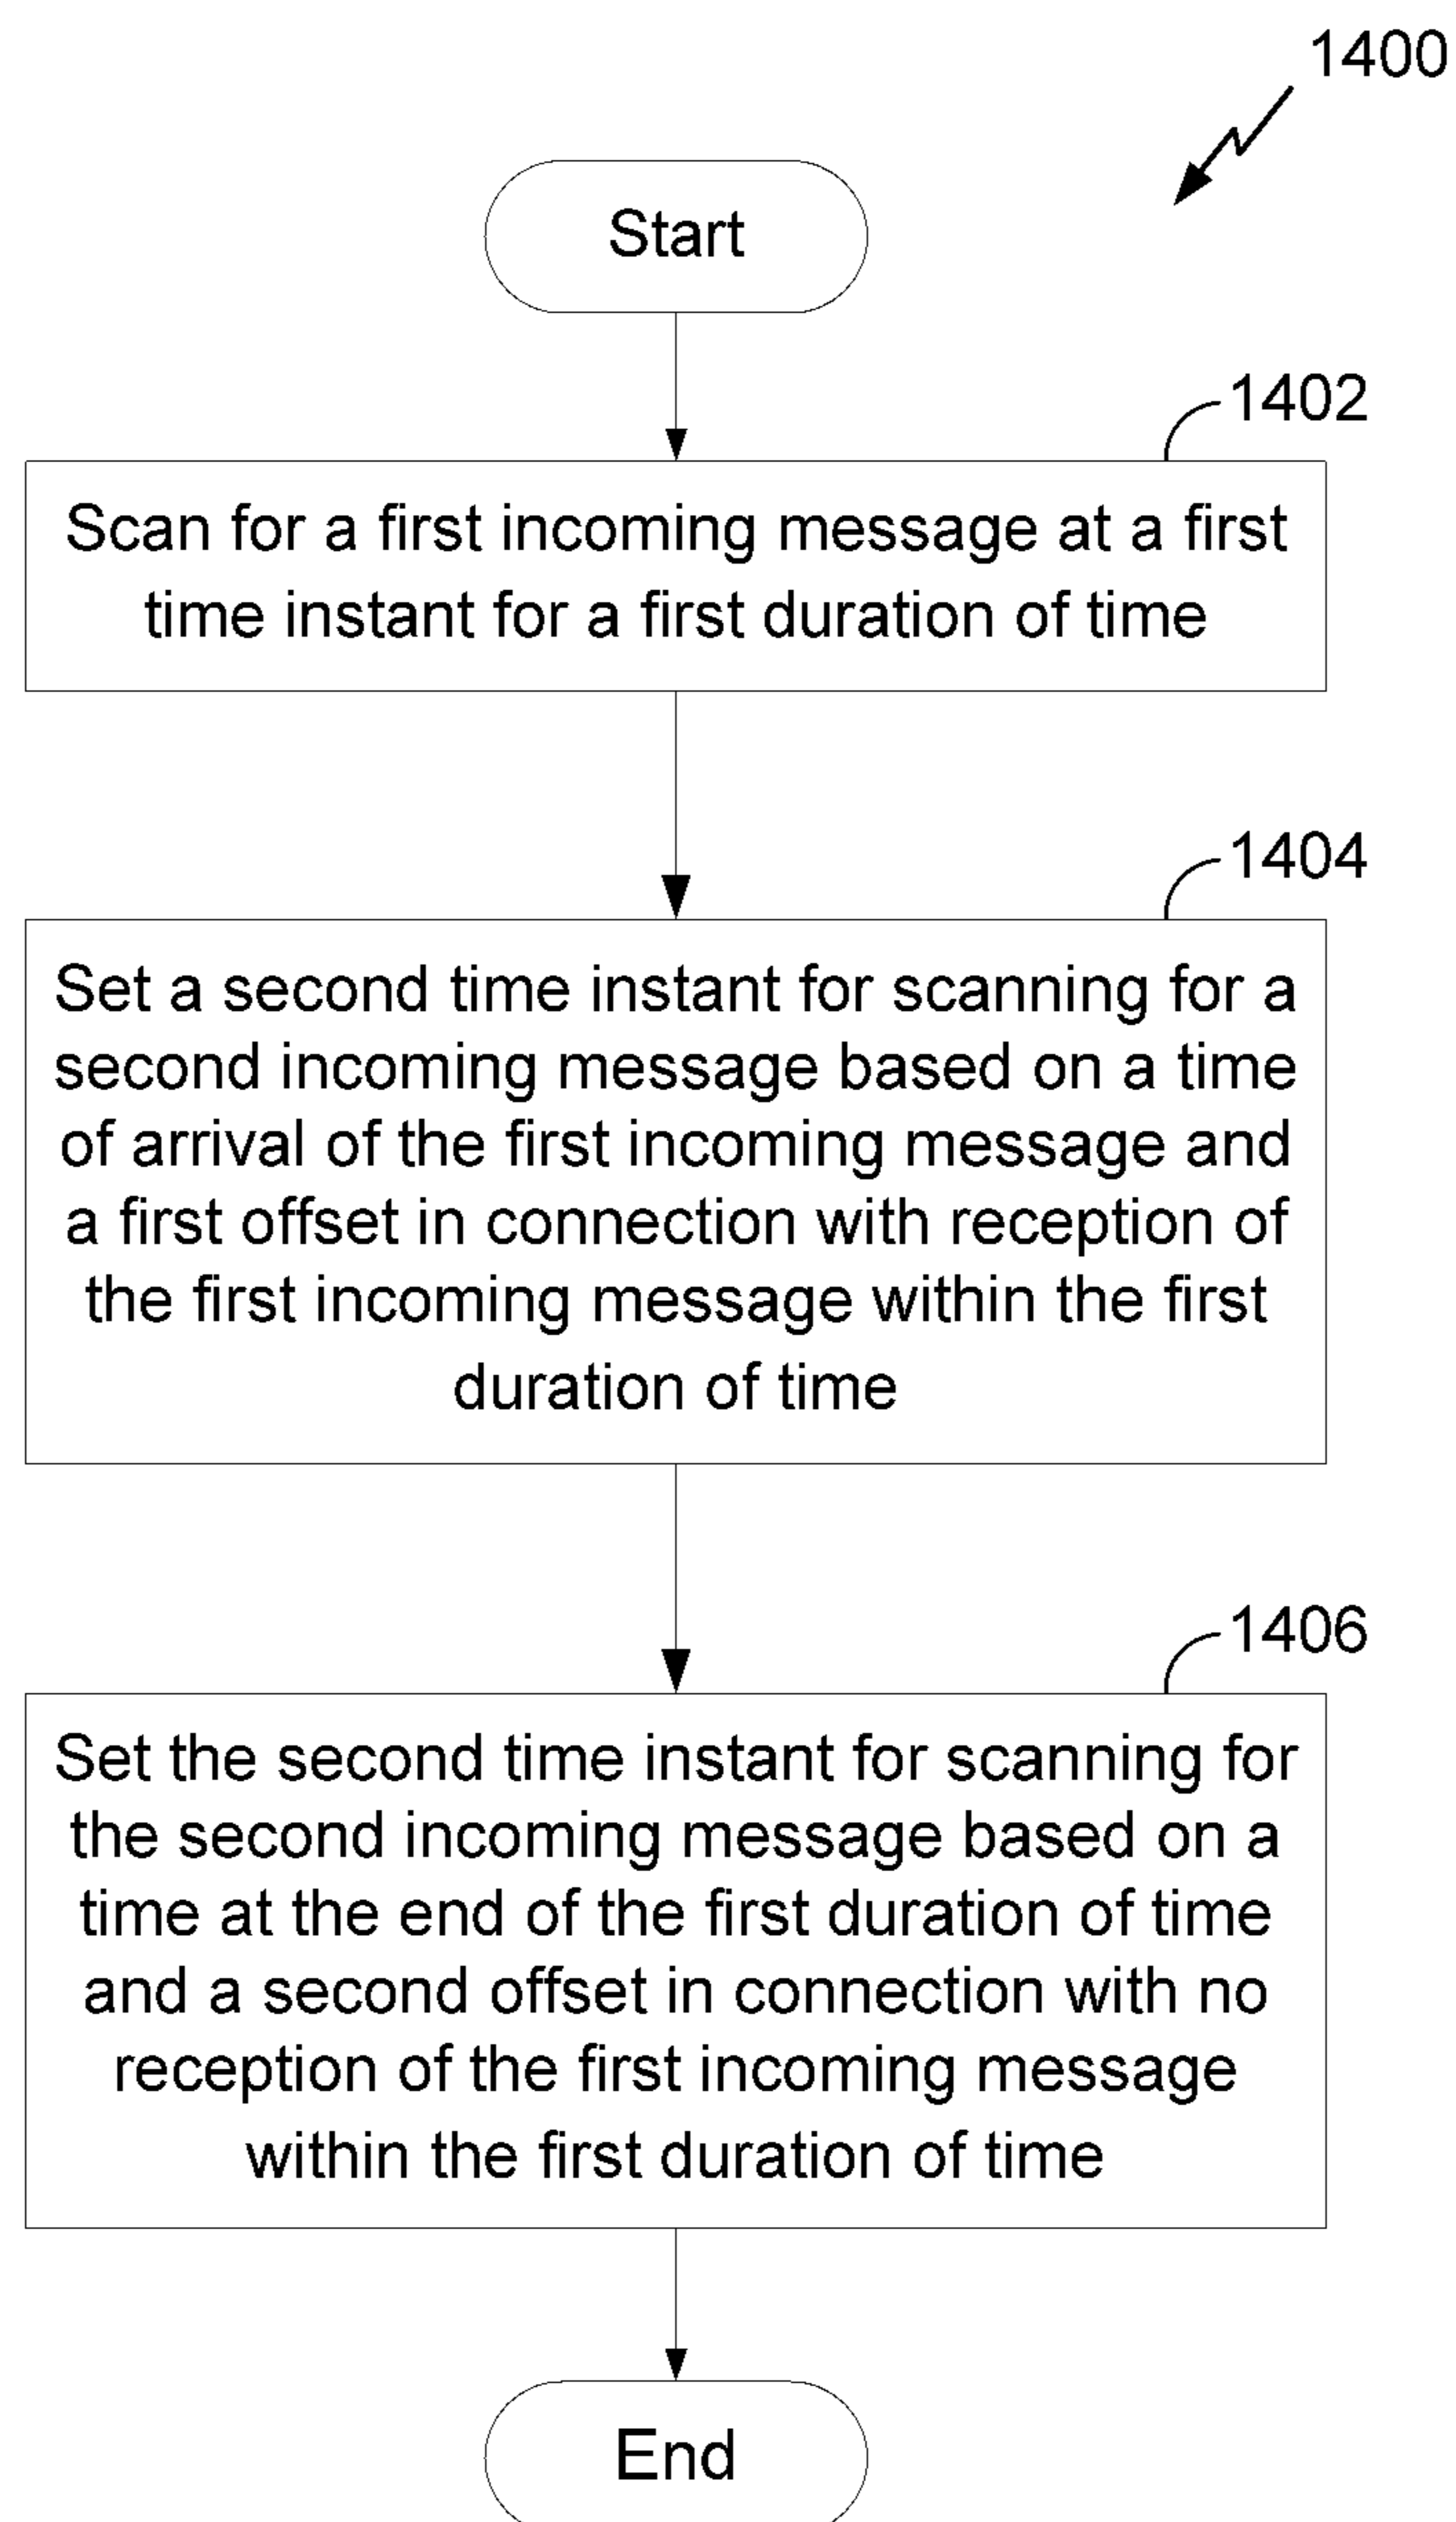 1400
Start
1402
Scan for a first incoming message at a first
time instant for a first duration of time
1404
Set a second time instant for scanning for a
second incoming message based on a time
of arrival of the first incoming message and
a first offset in connection with reception of
the first incoming message within the first
duration of time
1406
Set the second time instant for scanning for
the second incoming message based on a
time at the end of the first duration of time
and a second offset in connection with no
reception of the first incoming message
within the first duration of time
End